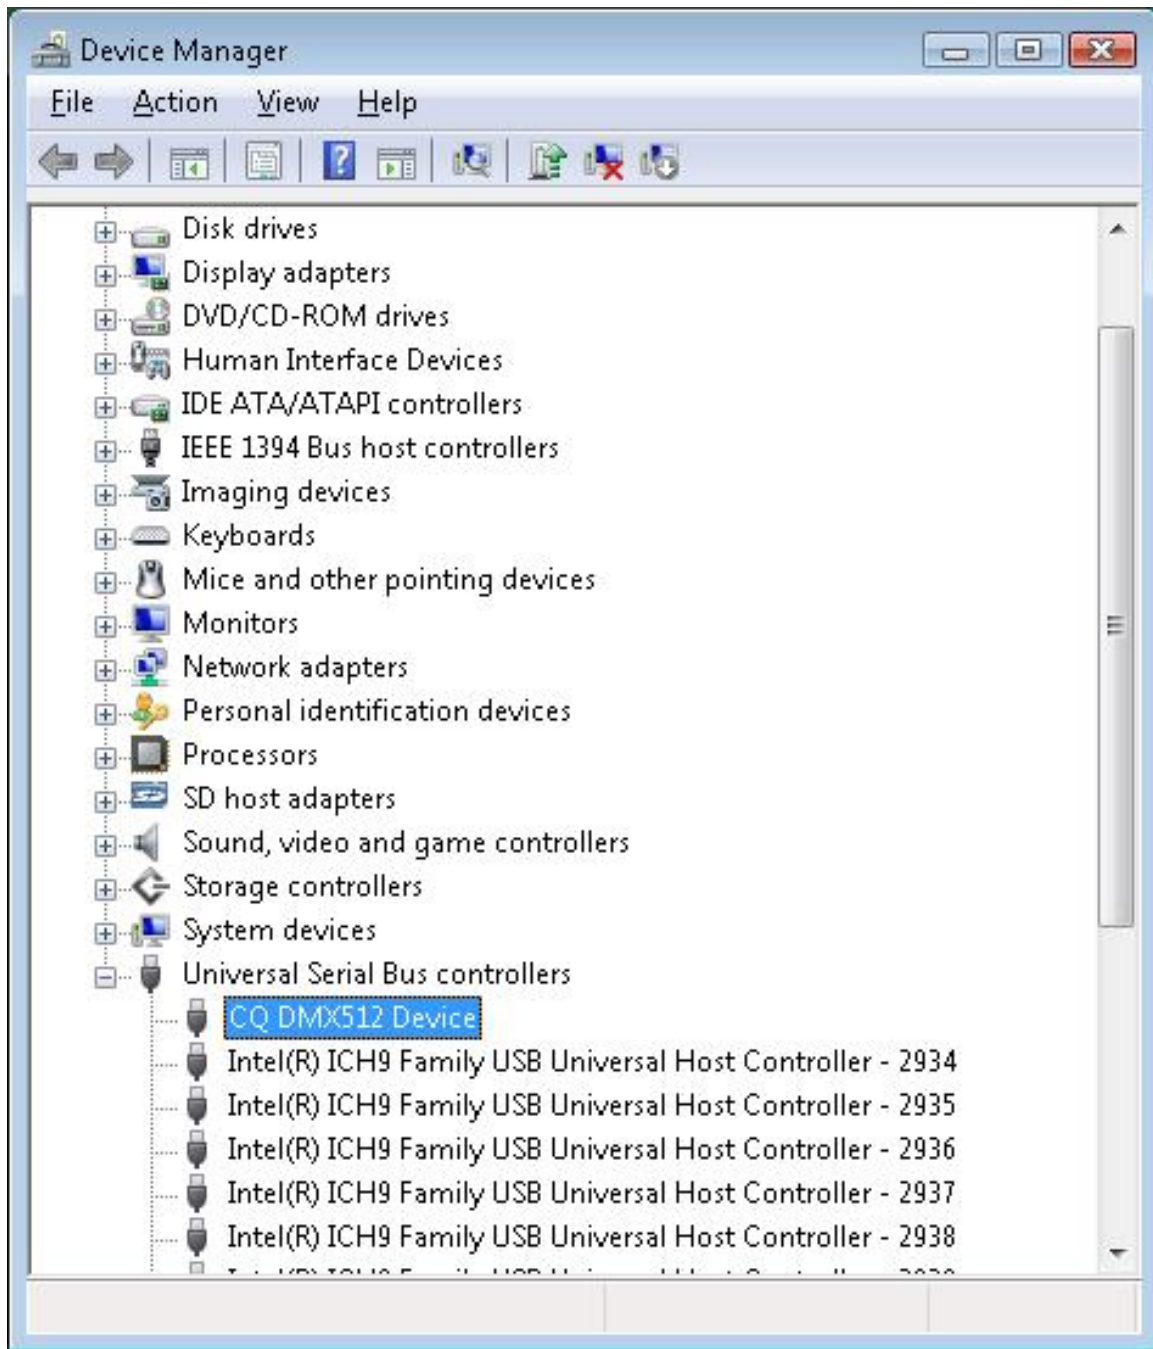 Device Manager
File Action View Help
Disk drives
Display adapters
DVD/CD-ROM drives
Human Interface Devices
IDE ATA/ATAPI controllers
IEEE 1394 Bus host controllers
Imaging devices
Keyboards
Mice and other pointing devices
Monitors
Network adapters
Personal identification devices
Processors
SD host adapters
Sound, video and game controllers
Storage controllers
System devices
Universal Serial Bus controllers
CQ DMX512 Device
Intel(R) ICH9 Family USB Universal Host Controller - 2934
Intel(R) ICH9 Family USB Universal Host Controller - 2935
Intel(R) ICH9 Family USB Universal Host Controller - 2936
Intel(R) ICH9 Family USB Universal Host Controller - 2937
Intel(R) ICH9 Family USB Universal Host Controller - 2938